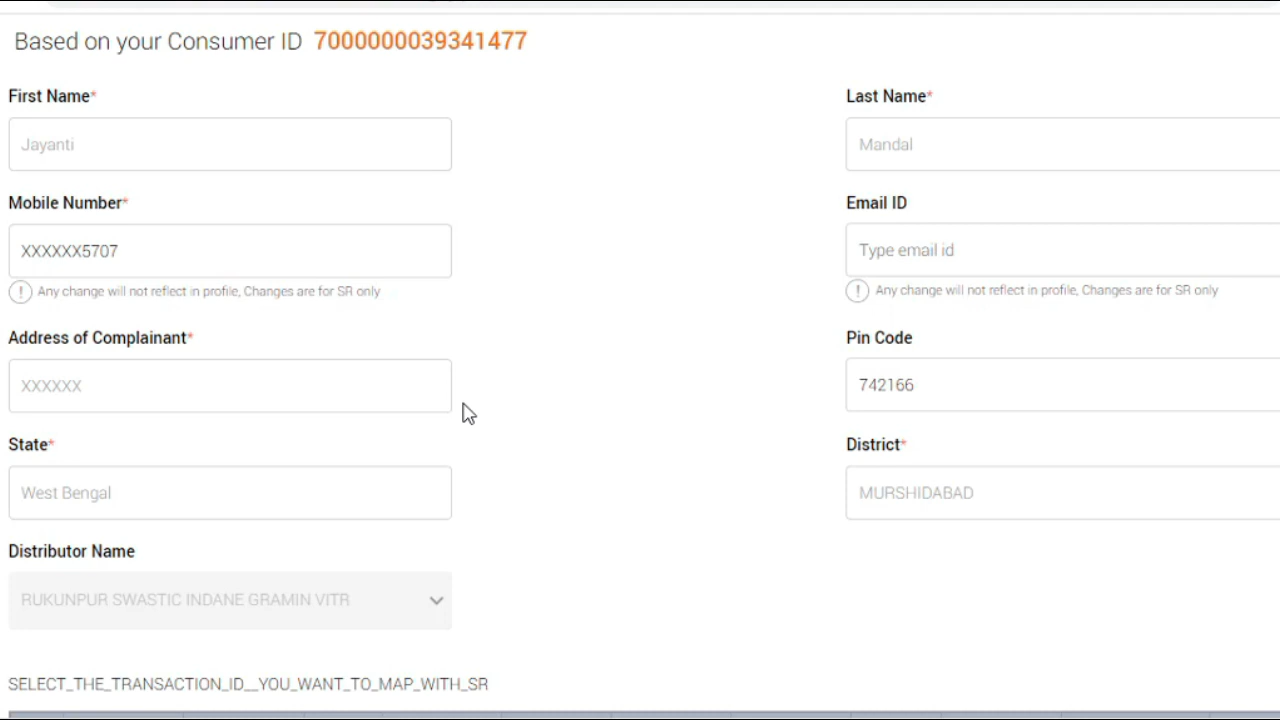 Based on your Consumer ID 7000000039341477
First Name*
Last Name*
Jayanti
Mandal
Mobile Number*
Email ID
XXXXXX5707
Type email id
! Any change will not reflect in profile, Changes are for SR only
! Any change will not reflect in profile, Changes are for SR only
Address of Complainant*
Pin Code
XXXXXX
742166
State*
District*
West Bengal
MURSHIDABAD
Distributor Name
RUKUNPUR SWASTIC INDANE GRAMIN VITR
SELECT_THE_TRANSACTION_ID__YOU_WANT_TO_MAP_WITH_SR